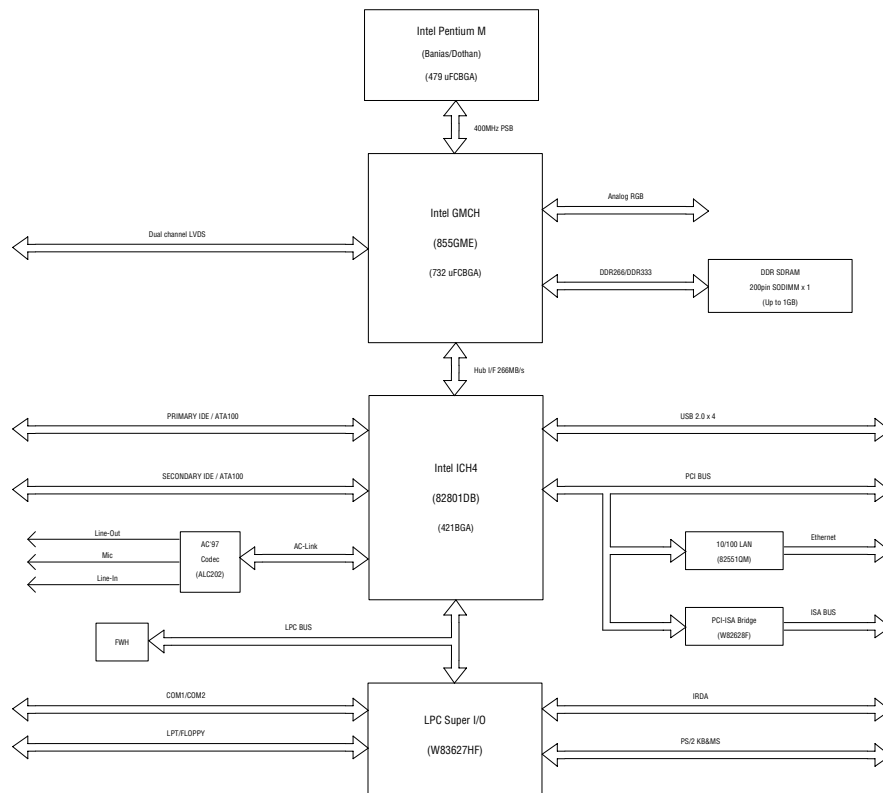 Intel Pentium M
(Banias/Dothan)
(479 uFCBGA)
400MHz PSB
Intel GMCH
(855GME)
(732 uFCBGA)
Analog RGB
Dual channel LVDS
DDR266/DDR333
DDR SDRAM
200pin SODIMM x 1
(Up to 1GB)
Hub I/F 266MB/s
PRIMARY IDE / ATA100
USB 2.0 x 4
Intel ICH4
(82801DB)
(421BGA)
SECONDARY IDE / ATA100
PCI BUS
Line-Out
Mic
Line-In
AC'97
Codec
(ALC202)
AC-Link
10/100 LAN
(82551QM)
Ethernet
PCI-ISA Bridge
(W82628F)
ISA BUS
LPC BUS
FWH
COM1/COM2
IRDA
LPC Super I/O
(W83627HF)
LPT/FLOPPY
PS/2 KB&MS